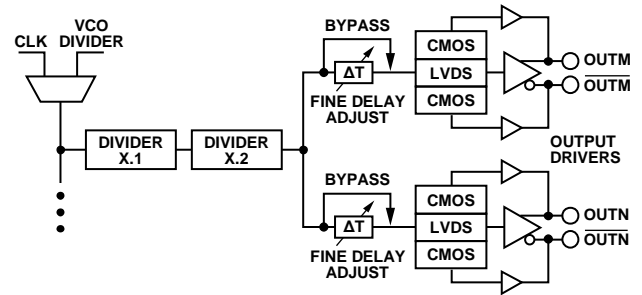 VCO
CLK DIVIDER
DIVIDER
X.1
DIVIDER
X.2
BYPASS
ΔT
FINE DELAY
ADJUST
CMOS
LVDS
CMOS
OUTM
OUTM
OUTPUT
DRIVERS
BYPASS
ΔT
FINE DELAY
ADJUST
CMOS
LVDS
CMOS
OUTN
OUTN